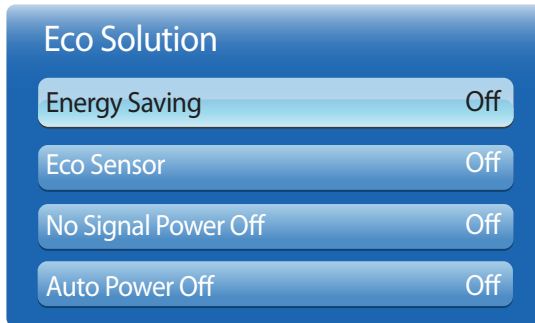 Eco Solution
Energy Saving Off
Eco Sensor Off
No Signal Power Off Off
Auto Power Off Off